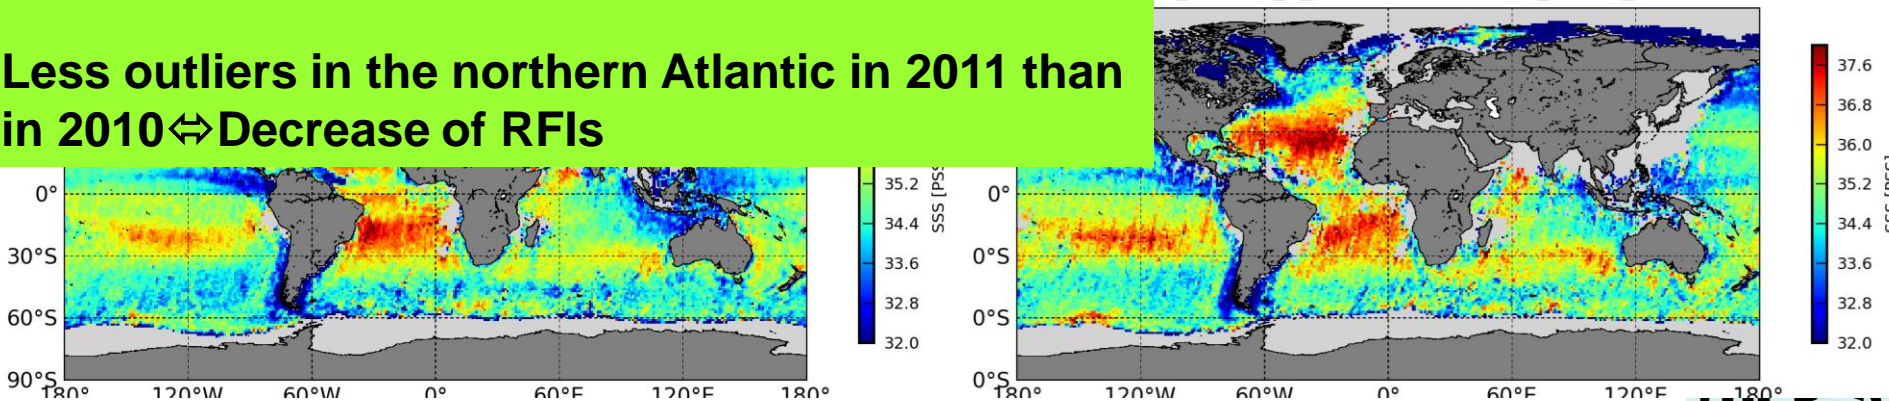 Less outliers in the northern Atlantic in 2011 than
in 2010⇔Decrease of RFIs
0°
30°S
60°S
90°S
180° 120°W 60°W 0° 60°E 120°E 180°
35.2
34.4
33.6
32.8
32.0
SSS [PSS
0°
0°S
0°S
0°S
180° 120°W 60°W 0° 60°E 120°E 180°
37.6
36.8
36.0
35.2
34.4
33.6
32.8
32.0
SSS [PSS]